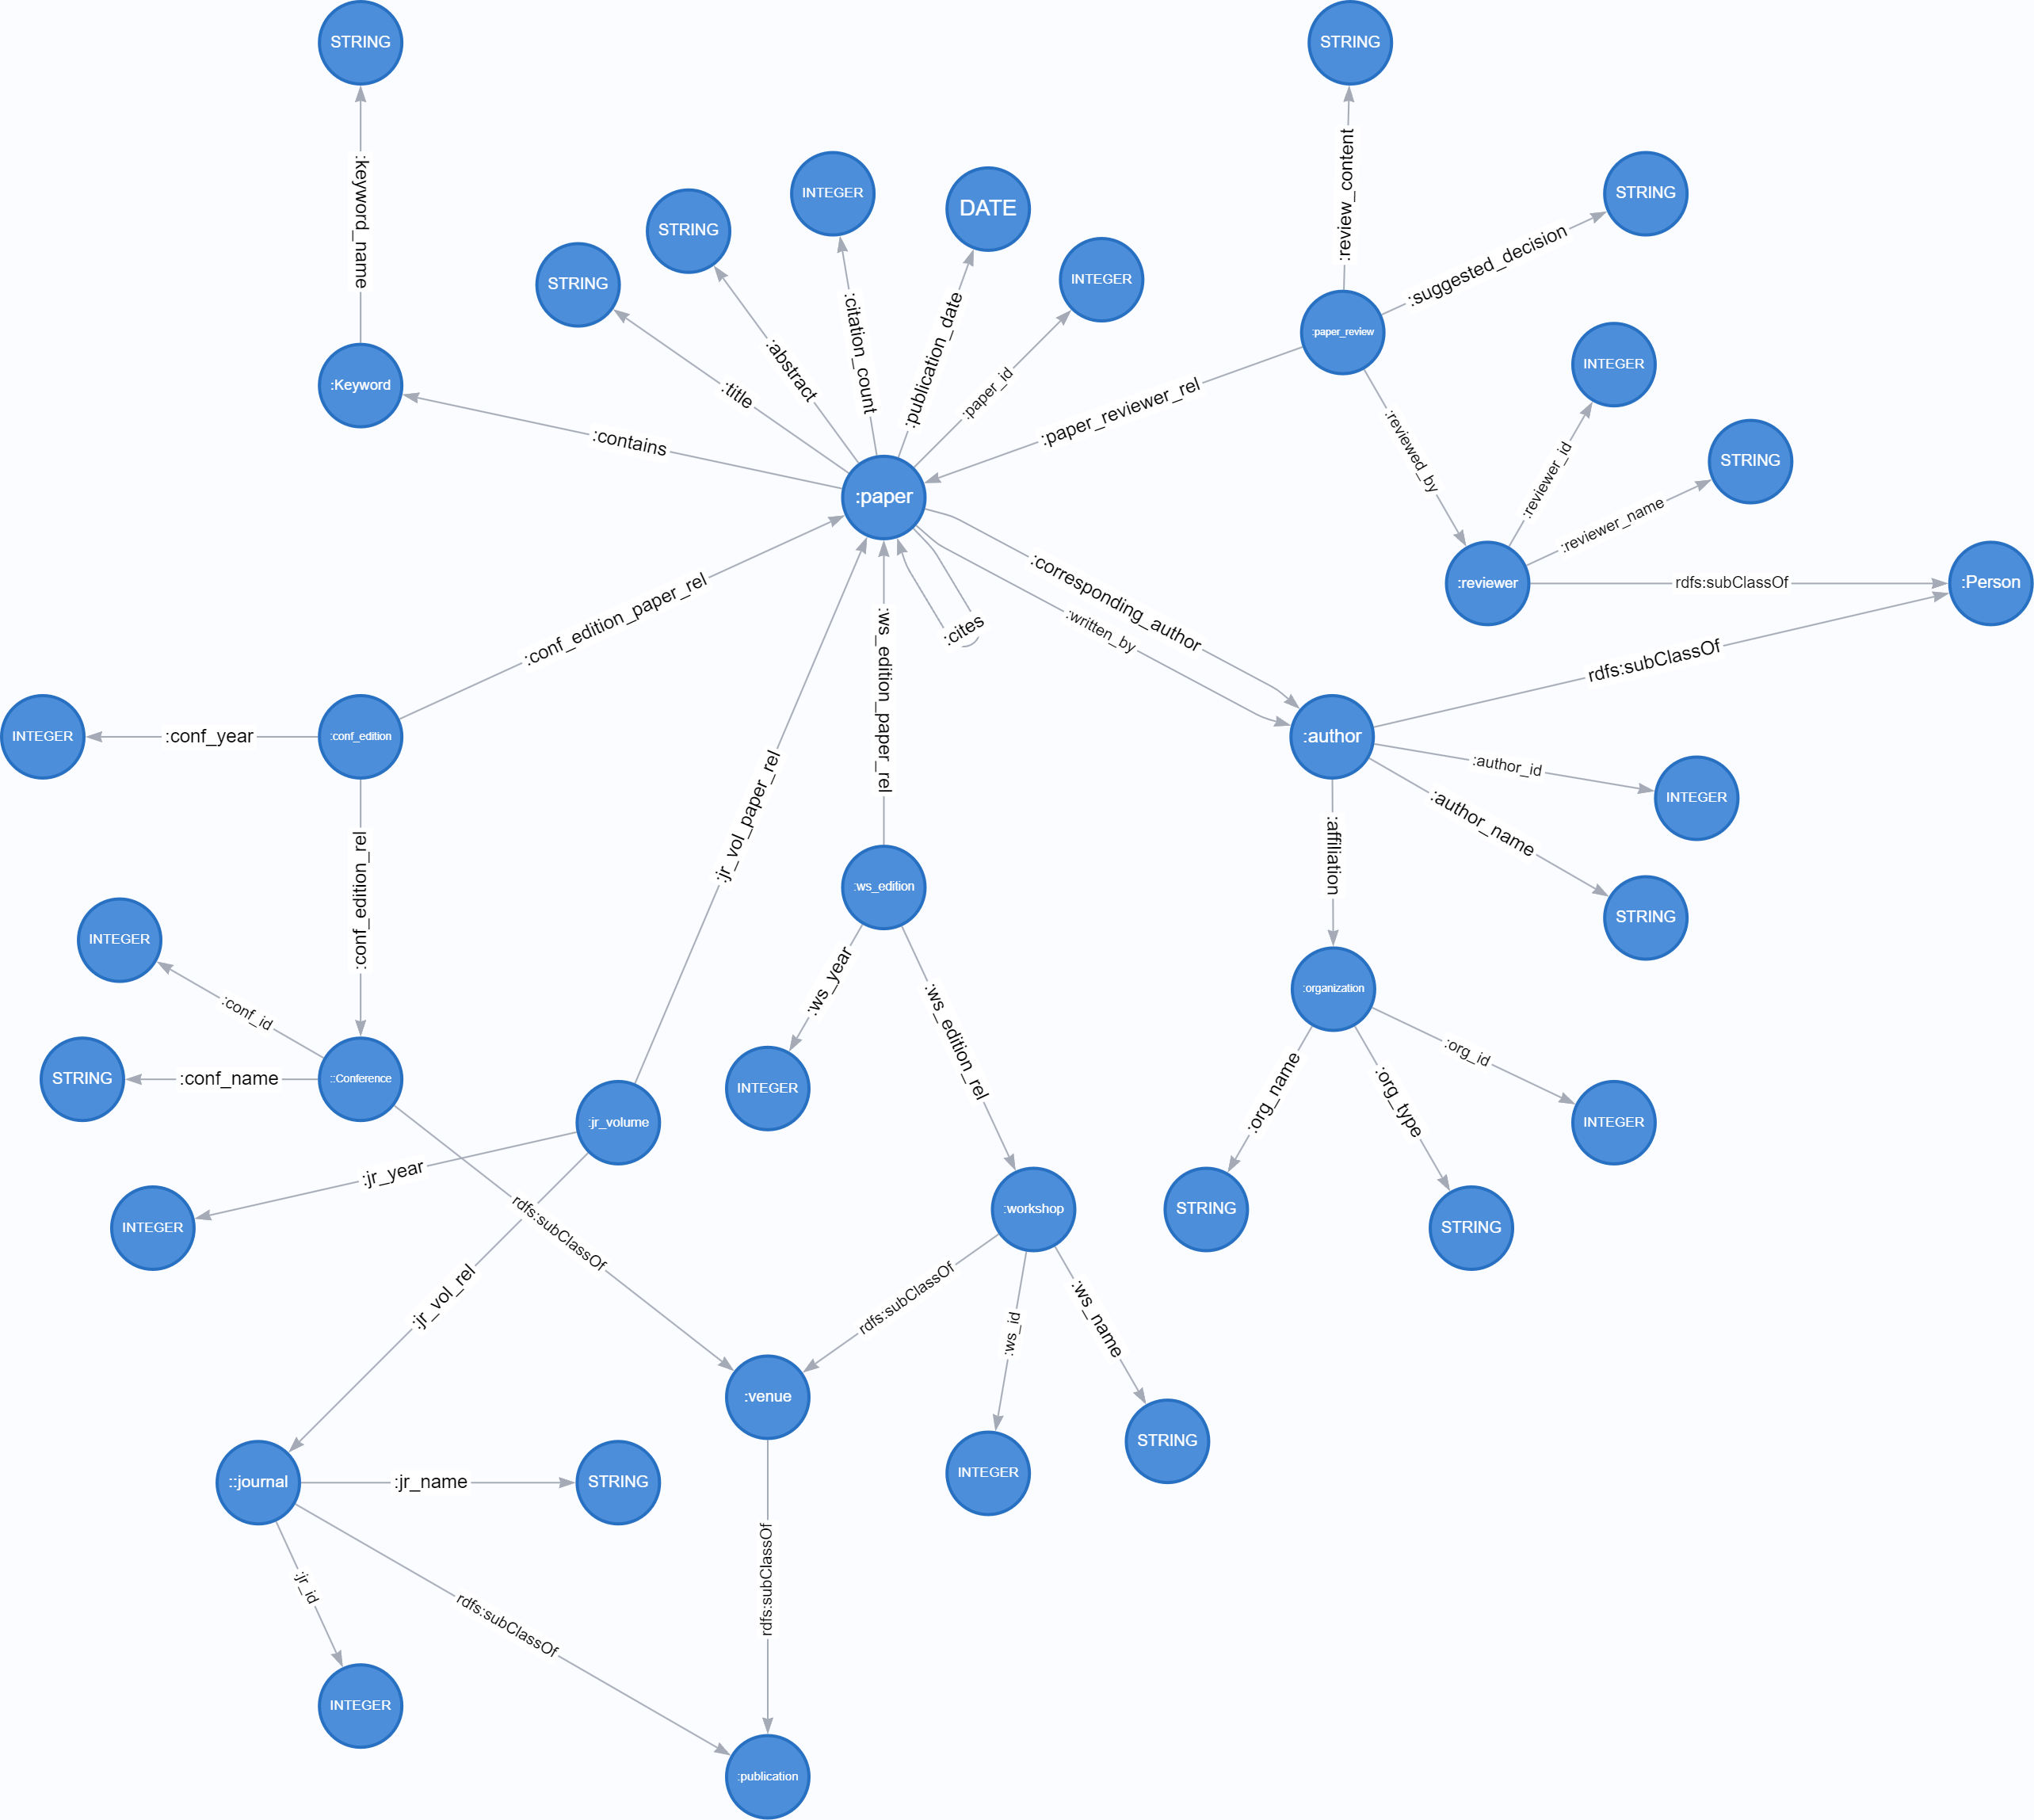 STRING
STRING
:keyword_name
:review_content
INTEGER
DATE
STRING
STRING
STRING
INTEGER
STRING
:suggested_decision
:citation_count
:publication_date
:abstract
:title
:paper_id
:paper_review
INTEGER
:Keyword
:contains
:paper_reviewer_rel
:reviewed_by
:reviewer_id
STRING
:paper
:reviewer_name
:corresponding_author
:written_by
:cites
:conf_edition_paper_rel
:ws_edition_paper_rel
:reviewer
rdfs:subClassOf
:Person
rdfs:subClassOf
INTEGER
:conf_year
:conf_edition
:jr_vol_paper_rel
:author
:author_id
INTEGER
:author_name
:affiliation
:conf_edition_rel
:ws_edition
STRING
INTEGER
:ws_year
:ws_edition_rel
:organization
:conf_id
STRING
:conf_name
::Conference
:jr_volume
INTEGER
:org_name
:org_type
:org_id
INTEGER
:jr_year
INTEGER
rdfs:subClassOf
:workshop
STRING
STRING
:jr_vol_rel
rdfs:subClassOf
:ws_id
:ws_name
:venue
STRING
INTEGER
::journal
:jr_name
STRING
rdfs:subClassOf
:jr_id
rdfs:subClassOf
INTEGER
:publication